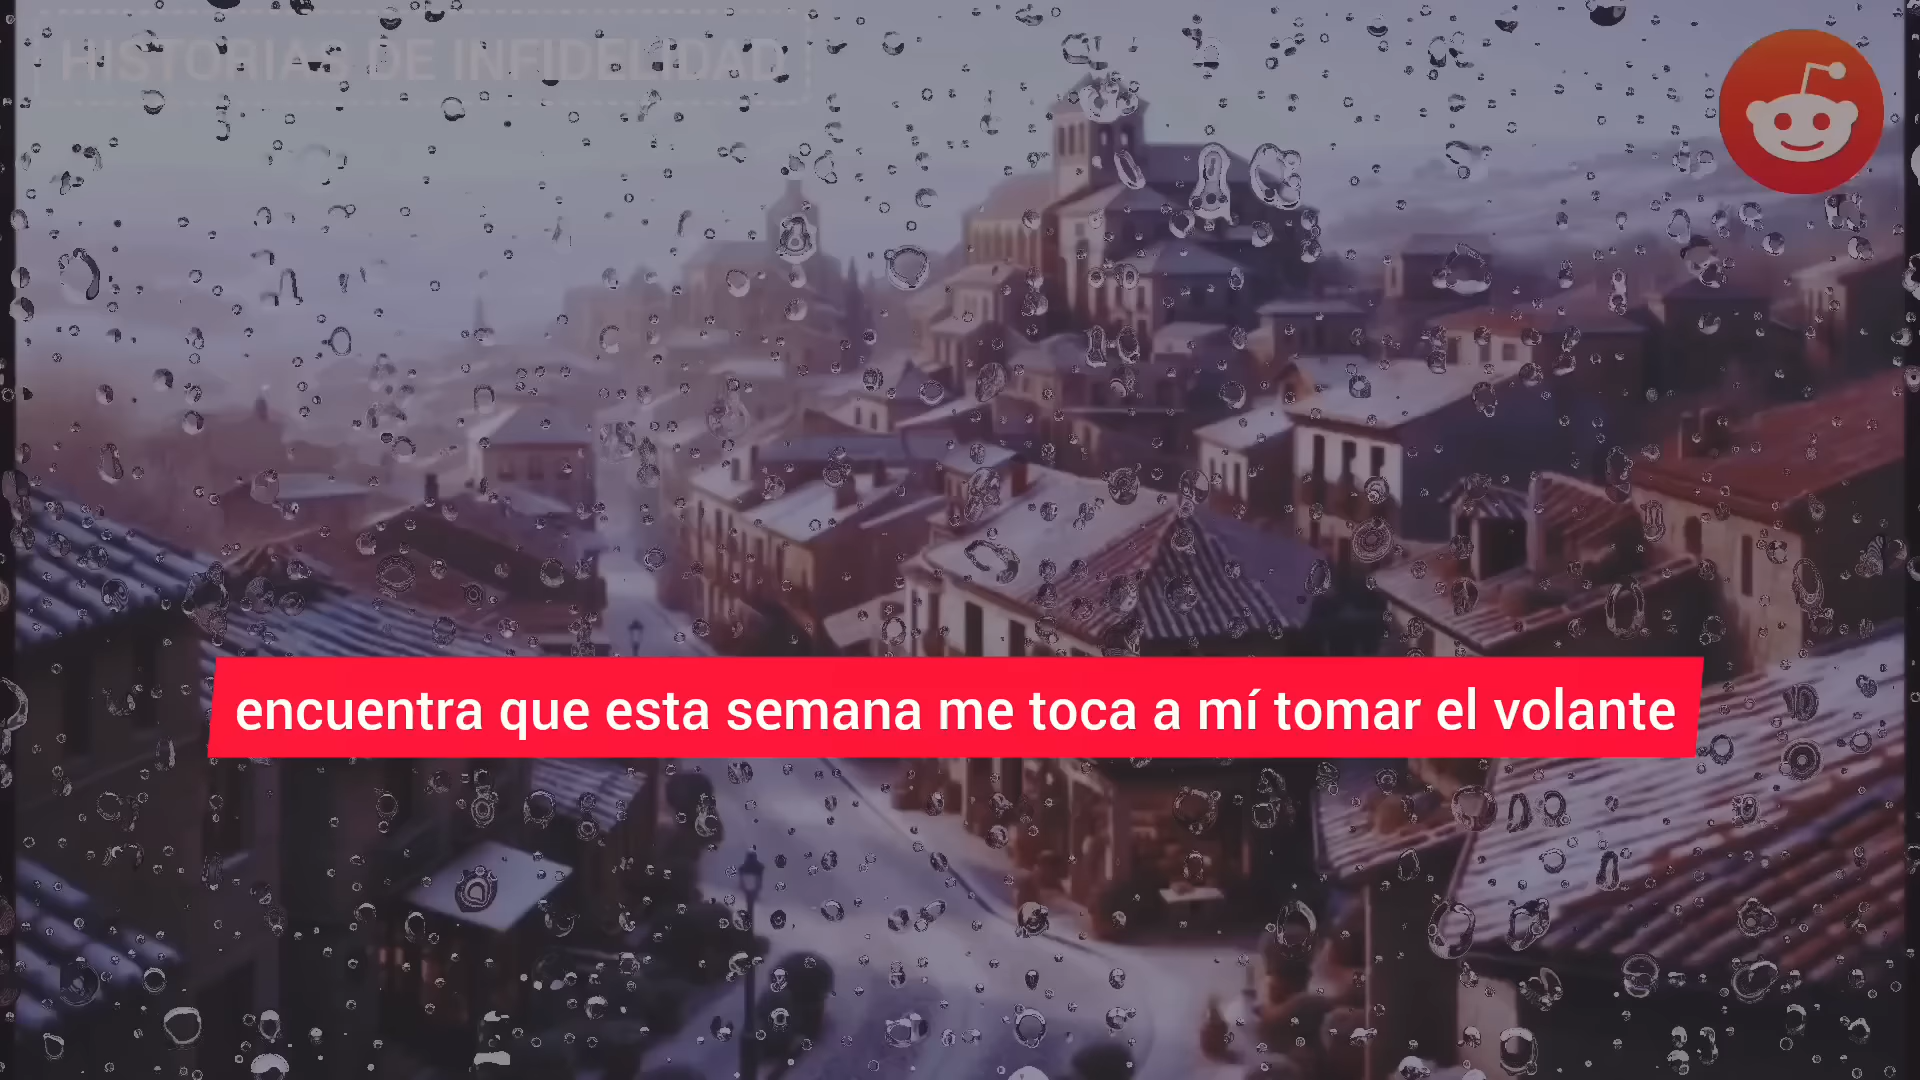 HISTORIAS DE INFIDELIDAD
encuentra que esta semana me toca a mí tomar el volante